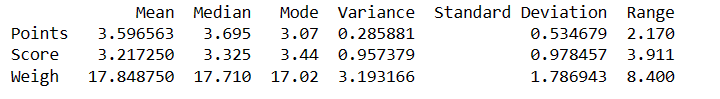 Mean Median Mode Variance Standard Deviation Range
Points 3.596563 3.695 3.07 0.285881 0.534679 2.170
Score 3.217250 3.325 3.44 0.957379 0.978457 3.911
Weigh 17.848750 17.710 17.02 3.193166 1.786943 8.400